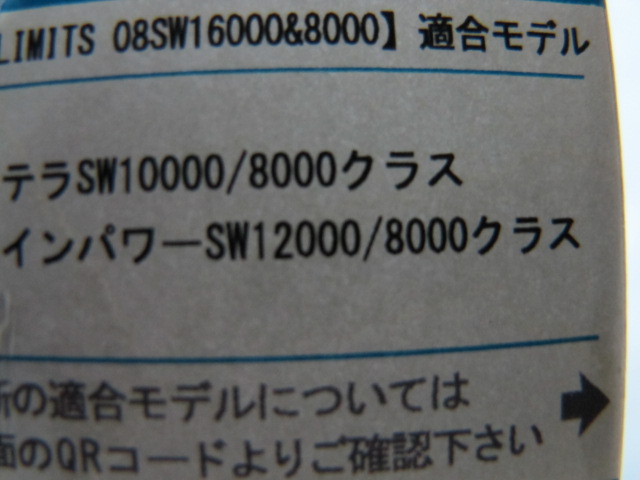 LIMITS 08SW16000&8000】適合モデル
テラSW10000/8000クラス
インパワーSW12000/8000クラス
の適合モデルについては
面のQRコードよりご確認下さい